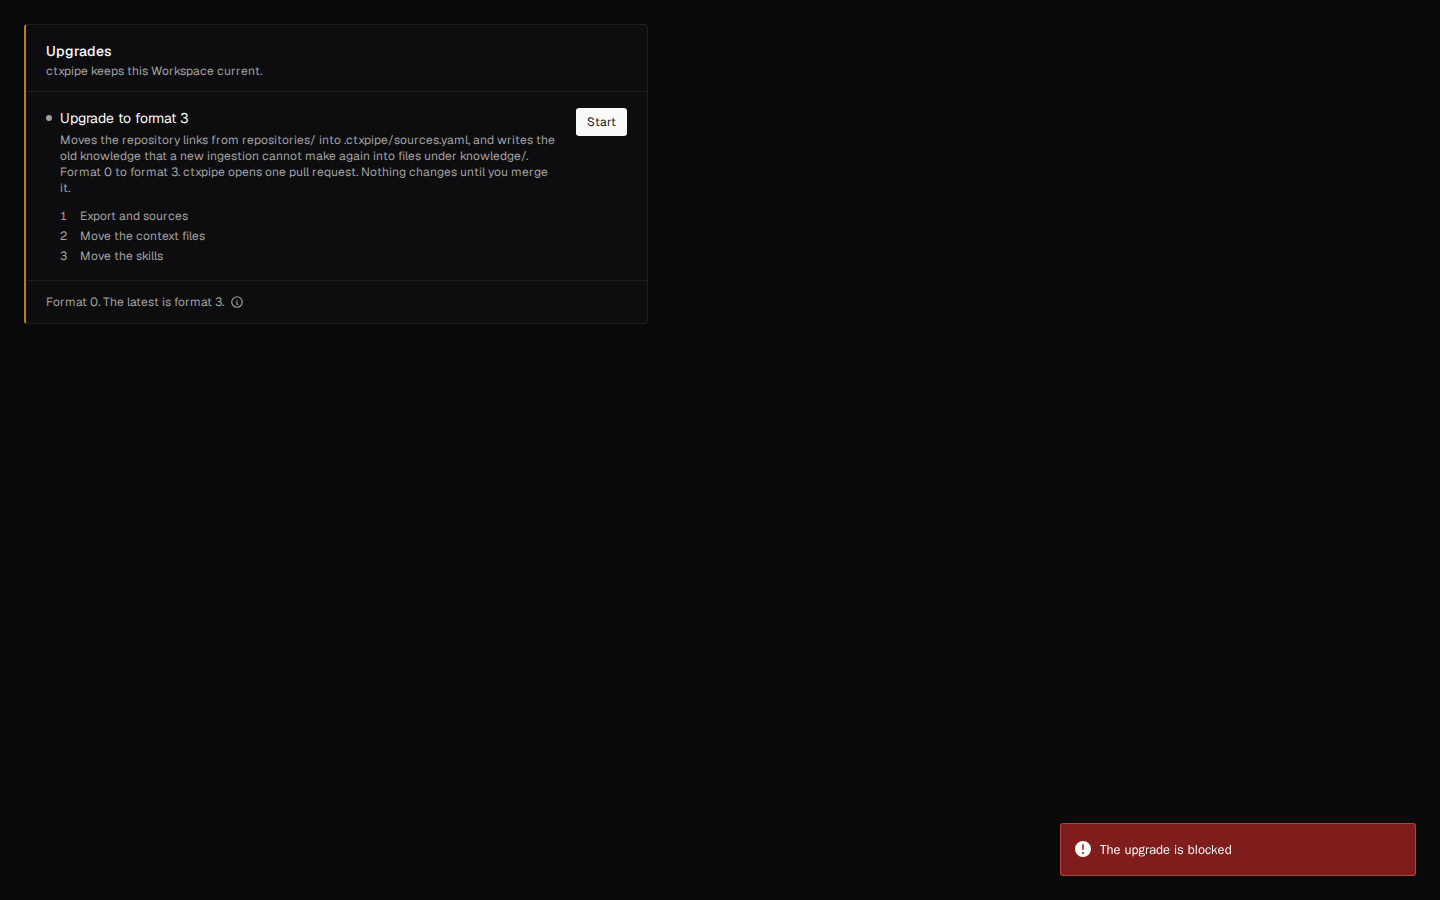 Upgrades
ctxpipe keeps this Workspace current.
Upgrade to format 3
Start
Moves the repository links from repositories/ into .ctxpipe/sources.yaml, and writes the
old knowledge that a new ingestion cannot make again into files under knowledge/.
Format 0 to format 3. ctxpipe opens one pull request. Nothing changes until you merge
it.
1 Export and sources
2 Move the context files
3 Move the skills
Format 0. The latest is format 3.
The upgrade is blocked